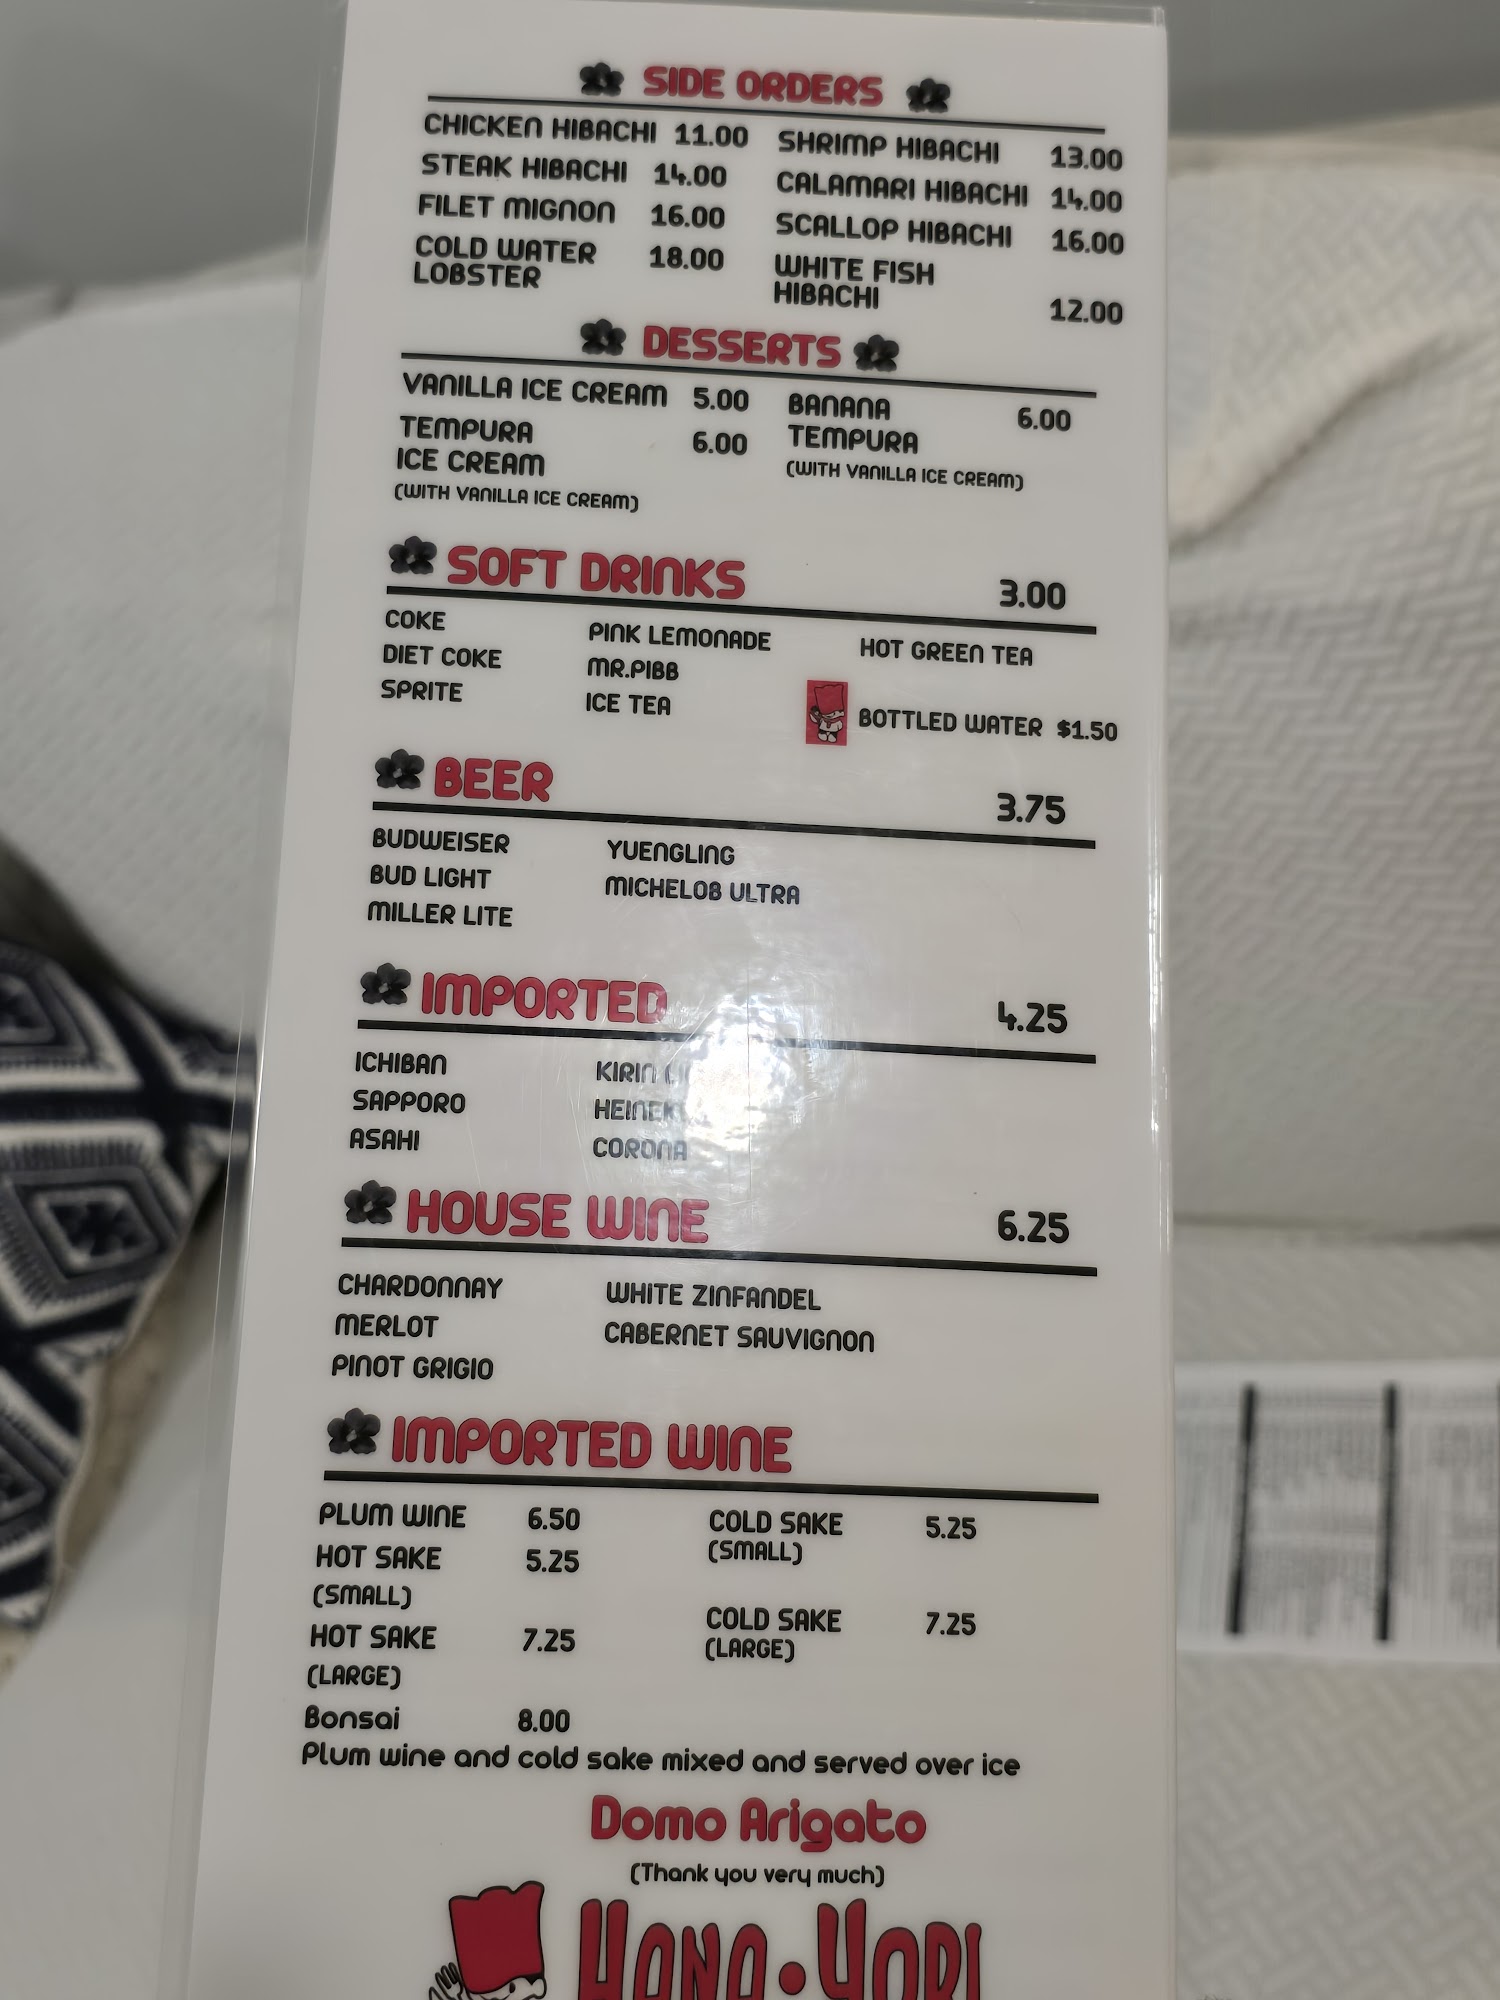 SIDE ORDERS
CHICKEN HIBACHI 11.00 SHRIMP HIBACHI 13.00
STEAK HIBACHI 14.00 CALAMARI HIBACHI 14.00
FILET MIGNON 16.00 SCALLOP HIBACHI 16.00
COLD WATER 18.00 WHITE FISH
LOBSTER HIBACHI 12.00
DESSERTS
VANILLA ICE CREAM 5.00 BANANA 6.00
TEMPURA 6.00 TEMPURA
ICE CREAM (WITH VANILLA ICE CREAM)
(WITH VANILLA ICE CREAM)
SOFT DRINKS 3.00
COKE PINK LEMONADE HOT GREEN TEA
DIET COKE MR.PIBB
SPRITE ICE TEA BOTTLED WATER $1.50
BEER 3.75
BUDWEISER YUENGLING
BUD LIGHT MICHELOB ULTRA
MILLER LITE
IMPORTED 4.25
ICHIBAN KIRIN
SAPPORO
ASAHI CORONA
HOUSE WINE 6.25
CHARDONNAY WHITE ZINFANDEL
MERLOT CABERNET SAUVIGNON
PINOT GRIGIO
IMPORTED WINE
PLUM WINE 6.50 COLD SAKE 5.25
HOT SAKE 5.25 (SMALL)
(SMALL)
HOT SAKE 7.25 COLD SAKE 7.25
(LARGE) (LARGE)
Bonsai 8.00
Plum wine and cold sake mixed and served over ice
Domo Arigato
(Thank you very much)
HANA•YORI